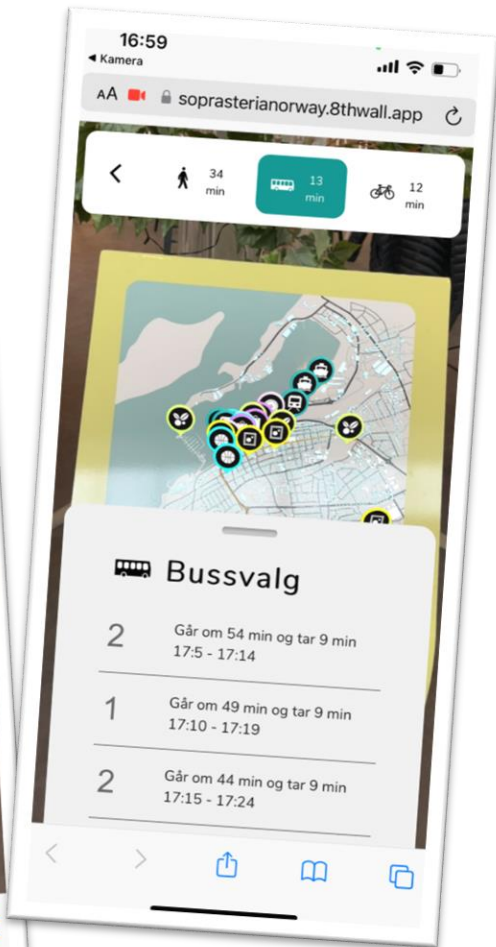 16:59
◀ Kamera
AA soprasterianorway.8thwall.app
34
min
13
min
12
min
Bussvalg
2
Går om 54 min og tar 9 min
17:5 - 17:14
1
Går om 49 min og tar 9 min
17:10 - 17:19
2
Går om 44 min og tar 9 min
17:15 - 17:24